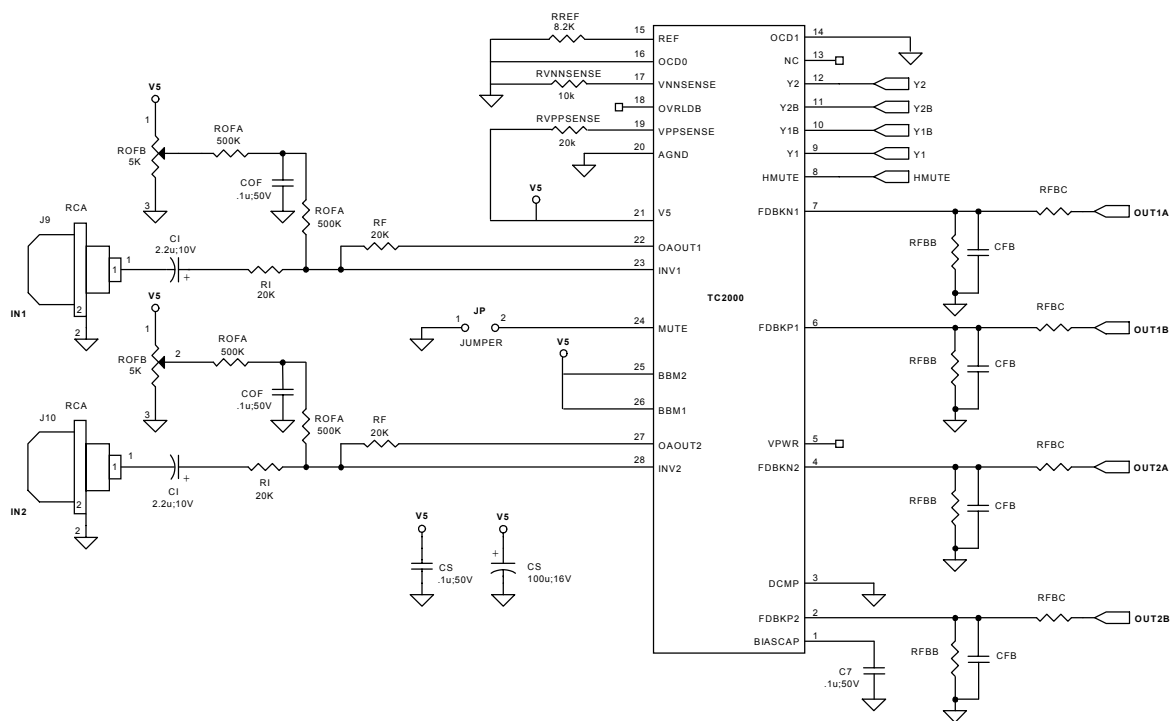 RREF
8.2K
15
REF
16
OCD0
RVNNSENSE
17
VNNSENSE
10k
18
OVRLDB
RVPPSENSE
19
VPPSENSE
20k
20
AGND
V5
21
V5
22
OAOUT1
23
INV1
TC2000
JP
1
2
24
MUTE
JUMPER
V5
25
BBM2
26
BBM1
27
OAOUT2
28
INV2
OCD1
14
NC
13
Y2
12
Y2
Y2B
11
Y2B
Y1B
10
Y1B
Y1
9
Y1
HMUTE
8
HMUTE
FDBKN1
7
RFBC
OUT1A
RFBB
CFB
FDBKP1
6
RFBC
OUT1B
RFBB
CFB
VPWR
5
FDBKN2
4
RFBC
OUT2A
RFBB
CFB
DCMP
3
FDBKP2
2
RFBC
OUT2B
RFBB
CFB
BIASCAP
1
C7
.1u;50V
V5
1
ROFB
5K
3
ROFA
500K
COF
.1u;50V
ROFA
500K
RF
20K
J9
RCA
1
1
2
2
IN1
CI
2.2u;10V
+
RI
20K
V5
1
ROFB
5K
2
3
ROFA
500K
COF
.1u;50V
ROFA
500K
RF
20K
J10
RCA
1
1
2
2
IN2
CI
2.2u;10V
+
RI
20K
V5
CS
.1u;50V
V5
+
CS
100u;16V